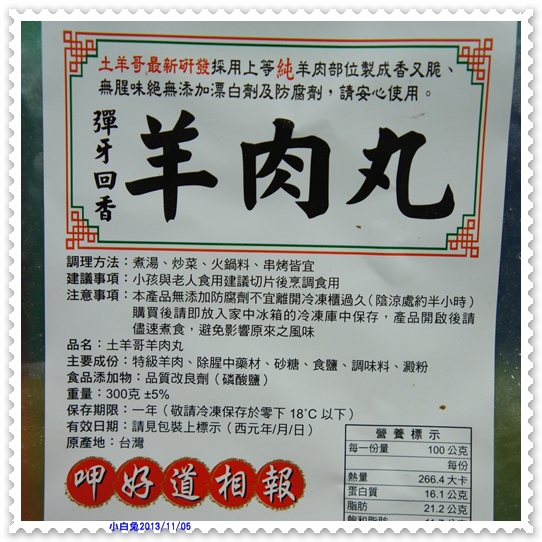 土羊哥最新研發採用上等純羊肉部位製成香又脆、
無腥味絕無添加漂白劑及防腐劑，請安心使用。
彈牙回香
羊肉丸
調理方法：煮湯、炒菜、火鍋料、串烤皆宜
建議事項：小孩與老人食用建議切片後烹調食用
注意事項：本產品無添加防腐劑不宜離開冷凍櫃過久（陰涼處約半小時）
購買後請即放入家中冰箱的冷凍庫中保存，產品開啟後請
儘速煮食，避免影響原來之風味
品名：土羊哥羊肉丸
主要成份：特級羊肉、除腥中藥材、砂糖、食鹽、調味料、澱粉
食品添加物：品質改良劑（磷酸鹽）
重量：300克 ±5%
保存期限：一年（敬請冷凍保存於零下 18˚C 以下）
有效日期：請見包裝上標示（西元年/月/日）
原產地：台灣
呷好道相報
營養標示
每一份量 100 公克
每份
熱量 266.4 大卡
蛋白質 16.1 公克
脂肪 21.2 公克
小白兔2013/11/06